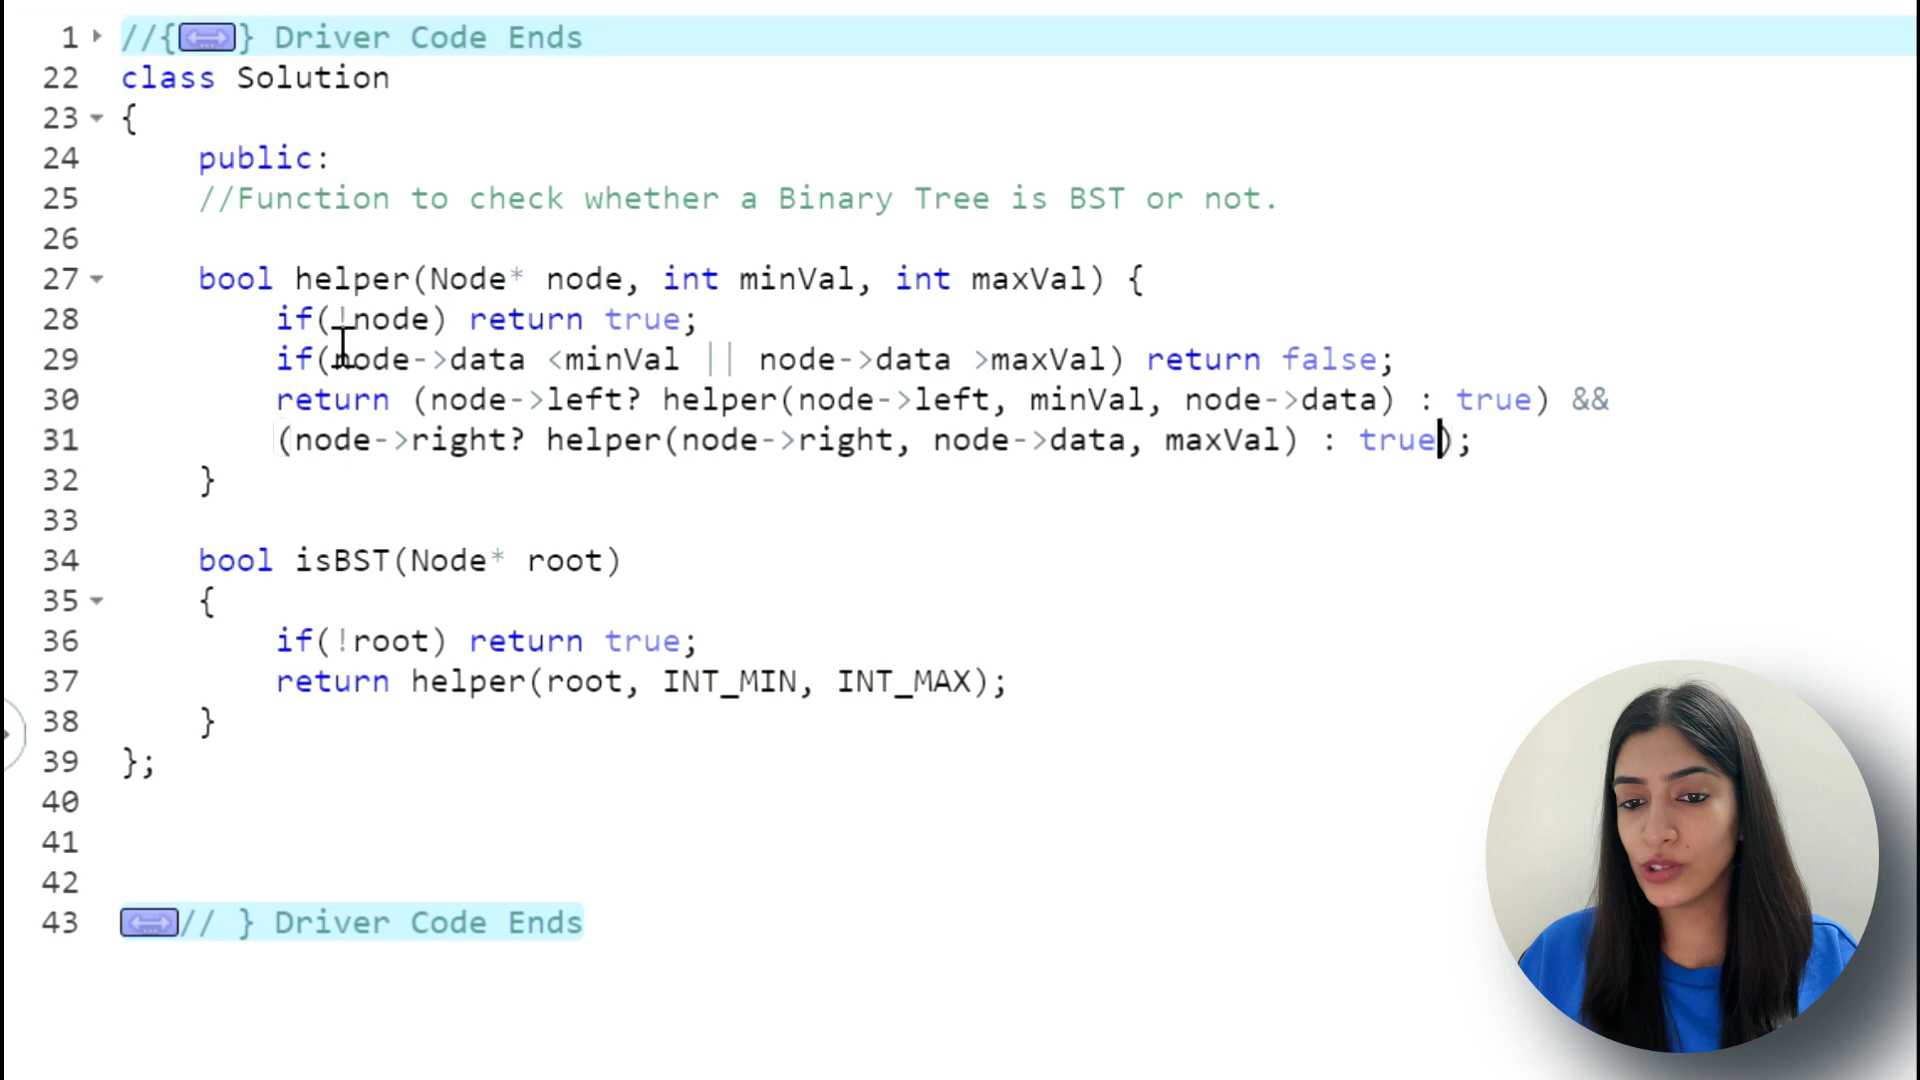 1 //{ } Driver Code Ends
22 class Solution
23 {
24 public:
25 //Function to check whether a Binary Tree is BST or not.
26
27 bool helper(Node* node, int minVal, int maxVal) {
28 if(!node) return true;
29 if(node->data <minVal || node->data >maxVal) return false;
30 return (node->left? helper(node->left, minVal, node->data) : true) &&
31 (node->right? helper(node->right, node->data, maxVal) : true);
32 }
33
34 bool isBST(Node* root)
35 {
36 if(!root) return true;
37 return helper(root, INT_MIN, INT_MAX);
38 }
39 };
40
41
42
43 // } Driver Code Ends